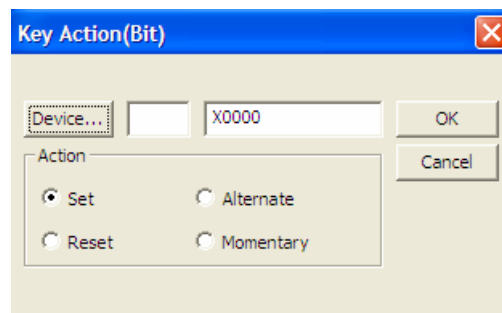 Key Action(Bit)
Device... X0000 OK
Action Cancel
Set Alternate
Reset Momentary